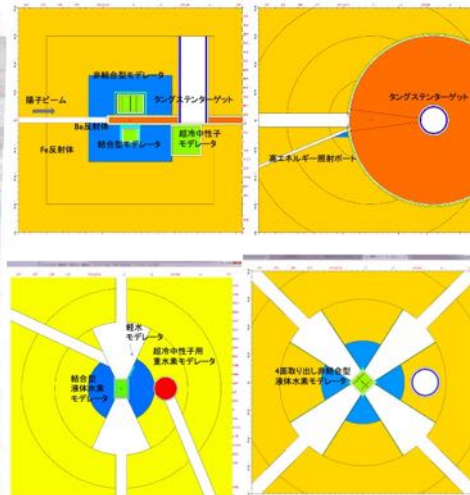 非結合型モデレータ
陽子ビーム
タングステンターゲット
Be反射体
超冷中性子
モデレータ
結合型モデレータ
Fe反射体
タングステンターゲット
高エネルギー照射ポート
軽水
モデレータ
超冷中性子用
重水素モデレータ
結合型
液体水素
モデレータ
4面取り出し非結合型
液体水素モデレータ